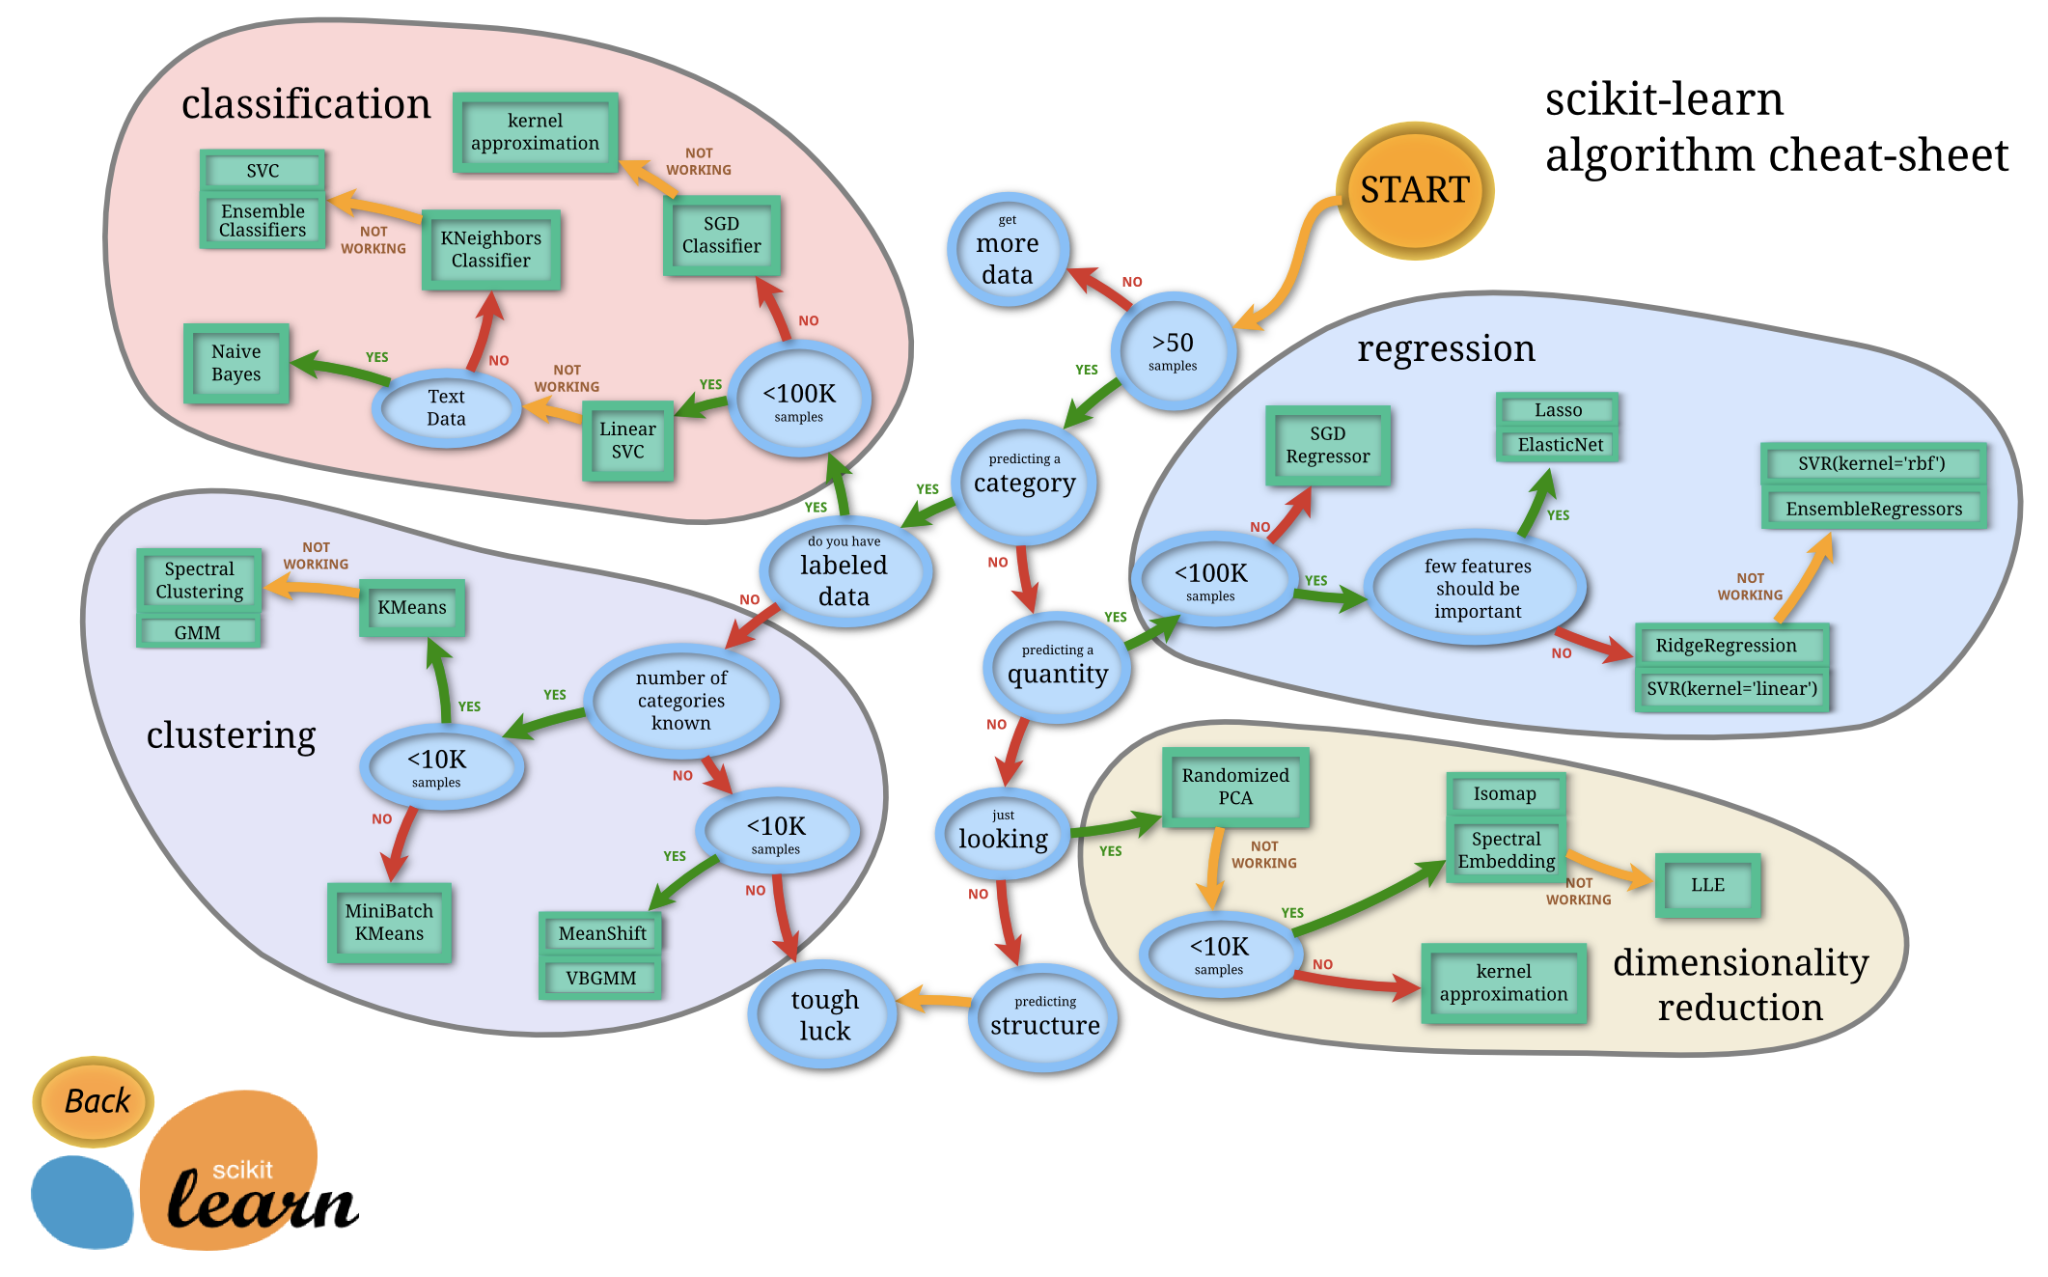 scikit-learn
algorithm cheat-sheet
START
classification
kernel
approximation
NOT
WORKING
SVC
Ensemble
Classifiers
NOT
WORKING
KNeighbors
Classifier
SGD
Classifier
NO
Naive
Bayes
YES
NO
Text
Data
NOT
WORKING
Linear
SVC
YES
<100K
samples
get
more
data
NO
>50
samples
YES
predicting a
category
YES
YES
NO
do you have
labeled
data
NO
predicting a
quantity
YES
NO
just
looking
YES
NO
predicting
structure
tough
luck
regression
SGD
Regressor
NO
<100K
samples
YES
Lasso
ElasticNet
YES
few features
should be
important
NO
SVR(kernel='rbf')
EnsembleRegressors
NOT
WORKING
RidgeRegression
SVR(kernel='linear')
clustering
Spectral
Clustering
GMM
NOT
WORKING
KMeans
YES
<10K
samples
YES
number of
categories
known
NO
NO
MiniBatch
KMeans
<10K
samples
YES
NO
MeanShift
VBGMM
dimensionality
reduction
Randomized
PCA
NOT
WORKING
<10K
samples
YES
NO
Isomap
Spectral
Embedding
NOT
WORKING
LLE
kernel
approximation
Back
scikit
learn